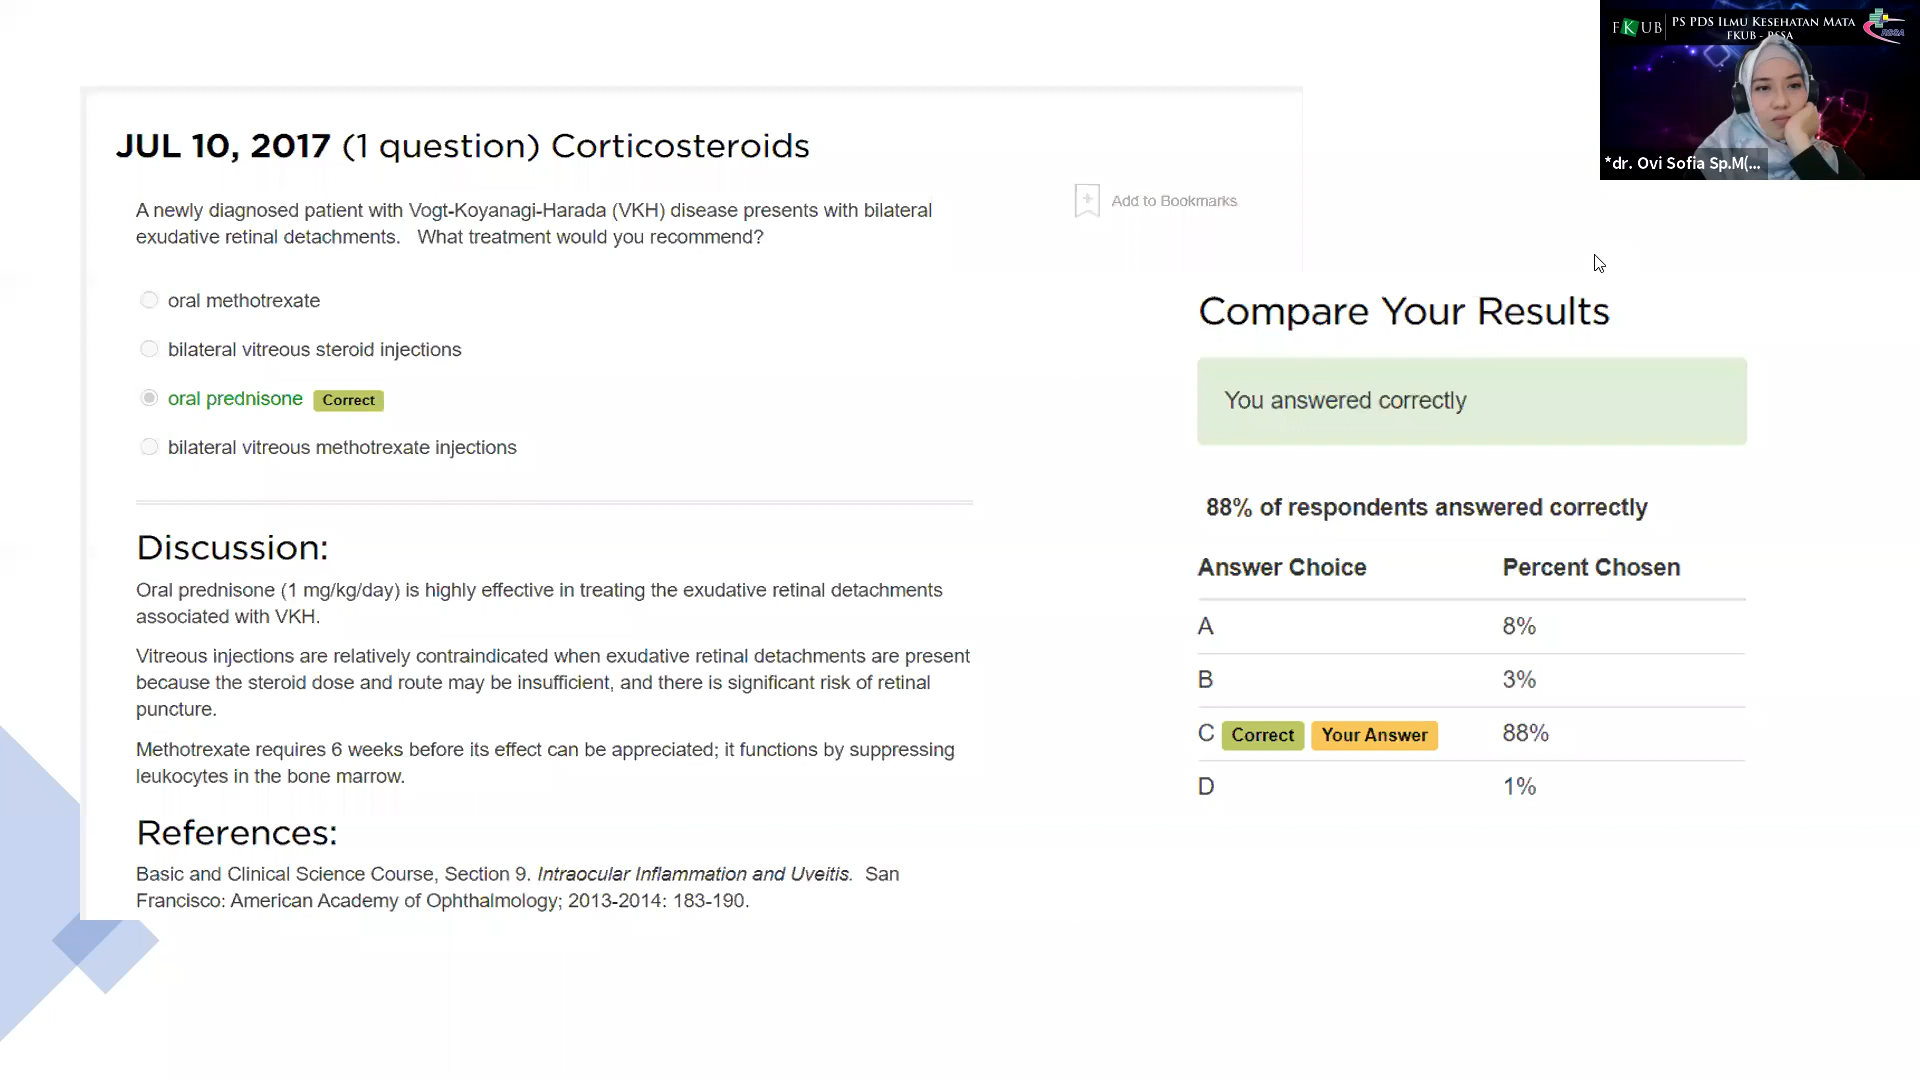 JUL 10, 2017 (1 question) Corticosteroids
Add to Bookmarks
A newly diagnosed patient with Vogt-Koyanagi-Harada (VKH) disease presents with bilateral
exudative retinal detachments. What treatment would you recommend?
oral methotrexate
bilateral vitreous steroid injections
oral prednisone Correct
bilateral vitreous methotrexate injections
Discussion:
Oral prednisone (1 mg/kg/day) is highly effective in treating the exudative retinal detachments
associated with VKH.
Vitreous injections are relatively contraindicated when exudative retinal detachments are present
because the steroid dose and route may be insufficient, and there is significant risk of retinal
puncture.
Methotrexate requires 6 weeks before its effect can be appreciated; it functions by suppressing
leukocytes in the bone marrow.
References:
Basic and Clinical Science Course, Section 9. Intraocular Inflammation and Uveitis. San
Francisco: American Academy of Ophthalmology; 2013-2014: 183-190.
Compare Your Results
You answered correctly
88% of respondents answered correctly
Answer Choice Percent Chosen
A 8%
B 3%
C Correct Your Answer 88%
D 1%
FKUB PS PDS ILMU KESEHATAN MATA
FKUB - RSSA
RSSA
*dr. Ovi Sofia Sp.M(...